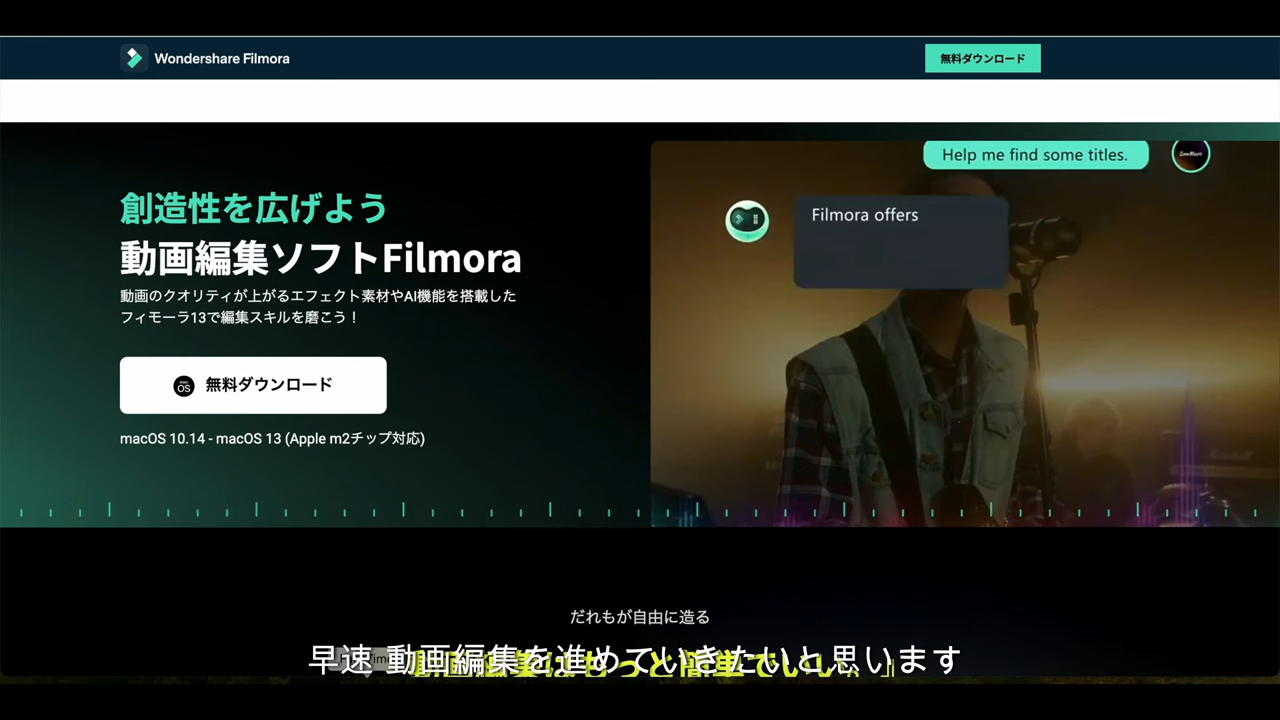 Wondershare Filmora
無料ダウンロード
Help me find some titles.
Filmora offers
創造性を広げよう
動画編集ソフトFilmora
動画のクオリティが上がるエフェクト素材やAI機能を搭載した
フィモーラ13で編集スキルを磨こう！
無料ダウンロード
macOS 10.14 - macOS 13 (Apple m2チップ対応)
だれもが自由に造る
早速 動画編集を進めていきたいと思います